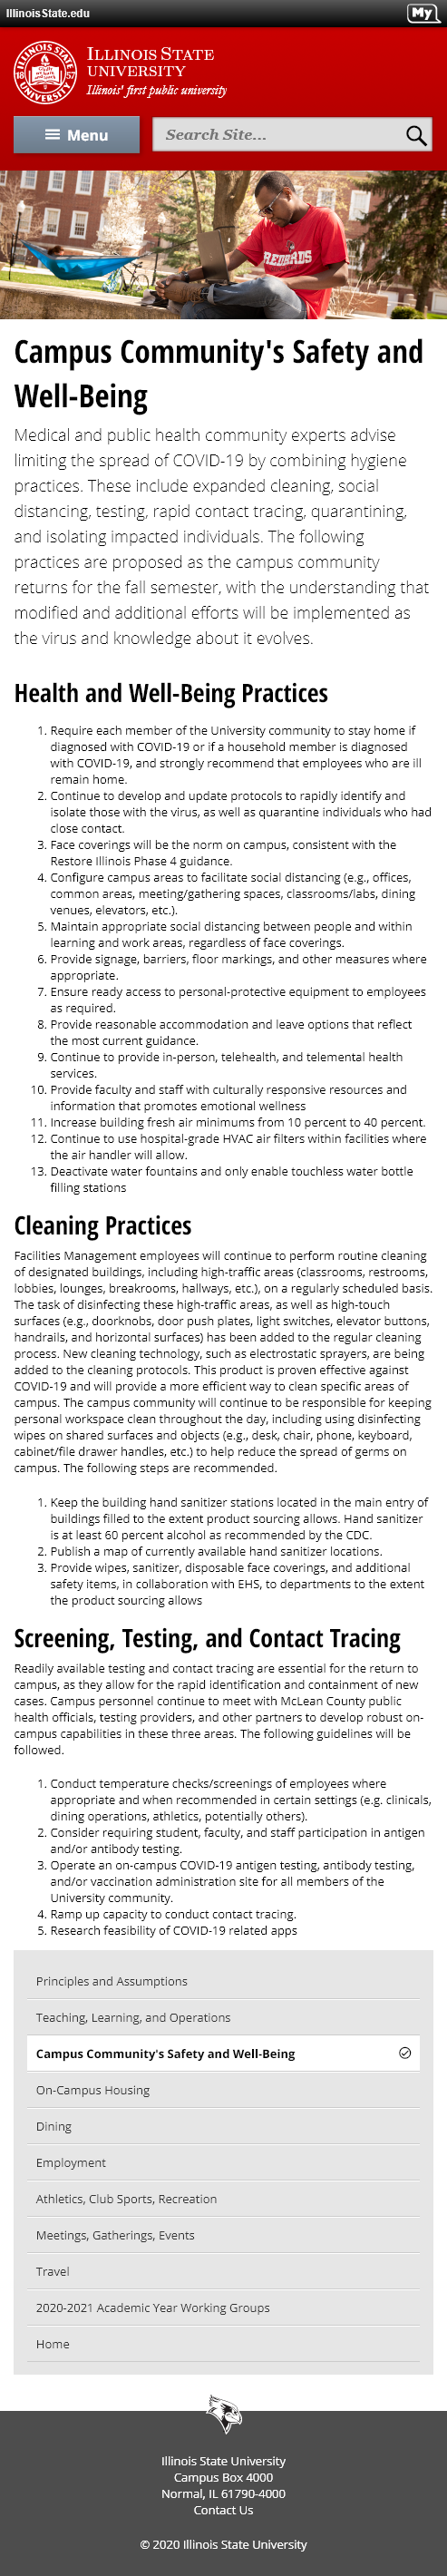 IllinoisState.edu
My
ILLINOIS STATE
UNIVERSITY
Illinois' first public university
18 57
Menu
Search Site...
REDBIRDS
Campus Community's Safety and
Well-Being
Medical and public health community experts advise
limiting the spread of COVID-19 by combining hygiene
practices. These include expanded cleaning, social
distancing, testing, rapid contact tracing, quarantining,
and isolating impacted individuals. The following
practices are proposed as the campus community
returns for the fall semester, with the understanding that
modified and additional efforts will be implemented as
the virus and knowledge about it evolves.
Health and Well-Being Practices
1. Require each member of the University community to stay home if
diagnosed with COVID-19 or if a household member is diagnosed
with COVID-19, and strongly recommend that employees who are ill
remain home.
2. Continue to develop and update protocols to rapidly identify and
isolate those with the virus, as well as quarantine individuals who had
close contact.
3. Face coverings will be the norm on campus, consistent with the
Restore Illinois Phase 4 guidance.
4. Configure campus areas to facilitate social distancing (e.g., offices,
common areas, meeting/gathering spaces, classrooms/labs, dining
venues, elevators, etc.).
5. Maintain appropriate social distancing between people and within
learning and work areas, regardless of face coverings.
6. Provide signage, barriers, floor markings, and other measures where
appropriate.
7. Ensure ready access to personal-protective equipment to employees
as required.
8. Provide reasonable accommodation and leave options that reflect
the most current guidance.
9. Continue to provide in-person, telehealth, and telemental health
services.
10. Provide faculty and staff with culturally responsive resources and
information that promotes emotional wellness
11. Increase building fresh air minimums from 10 percent to 40 percent.
12. Continue to use hospital-grade HVAC air filters within facilities where
the air handler will allow.
13. Deactivate water fountains and only enable touchless water bottle
filling stations
Cleaning Practices
Facilities Management employees will continue to perform routine cleaning
of designated buildings, including high-traffic areas (classrooms, restrooms,
lobbies, lounges, breakrooms, hallways, etc.), on a regularly scheduled basis.
The task of disinfecting these high-traffic areas, as well as high-touch
surfaces (e.g., doorknobs, door push plates, light switches, elevator buttons,
handrails, and horizontal surfaces) has been added to the regular cleaning
process. New cleaning technology, such as electrostatic sprayers, are being
added to the cleaning protocols. This product is proven effective against
COVID-19 and will provide a more efficient way to clean specific areas of
campus. The campus community will continue to be responsible for keeping
personal workspace clean throughout the day, including using disinfecting
wipes on shared surfaces and objects (e.g., desk, chair, phone, keyboard,
cabinet/file drawer handles, etc.) to help reduce the spread of germs on
campus. The following steps are recommended.
1. Keep the building hand sanitizer stations located in the main entry of
buildings filled to the extent product sourcing allows. Hand sanitizer
is at least 60 percent alcohol as recommended by the CDC.
2. Publish a map of currently available hand sanitizer locations.
3. Provide wipes, sanitizer, disposable face coverings, and additional
safety items, in collaboration with EHS, to departments to the extent
the product sourcing allows
Screening, Testing, and Contact Tracing
Readily available testing and contact tracing are essential for the return to
campus, as they allow for the rapid identification and containment of new
cases. Campus personnel continue to meet with McLean County public
health officials, testing providers, and other partners to develop robust on-
campus capabilities in these three areas. The following guidelines will be
followed.
1. Conduct temperature checks/screenings of employees where
appropriate and when recommended in certain settings (e.g. clinicals,
dining operations, athletics, potentially others).
2. Consider requiring student, faculty, and staff participation in antigen
and/or antibody testing.
3. Operate an on-campus COVID-19 antigen testing, antibody testing,
and/or vaccination administration site for all members of the
University community.
4. Ramp up capacity to conduct contact tracing.
5. Research feasibility of COVID-19 related apps
Principles and Assumptions
Teaching, Learning, and Operations
Campus Community's Safety and Well-Being
On-Campus Housing
Dining
Employment
Athletics, Club Sports, Recreation
Meetings, Gatherings, Events
Travel
2020-2021 Academic Year Working Groups
Home
Illinois State University
Campus Box 4000
Normal, IL 61790-4000
Contact Us
© 2020 Illinois State University